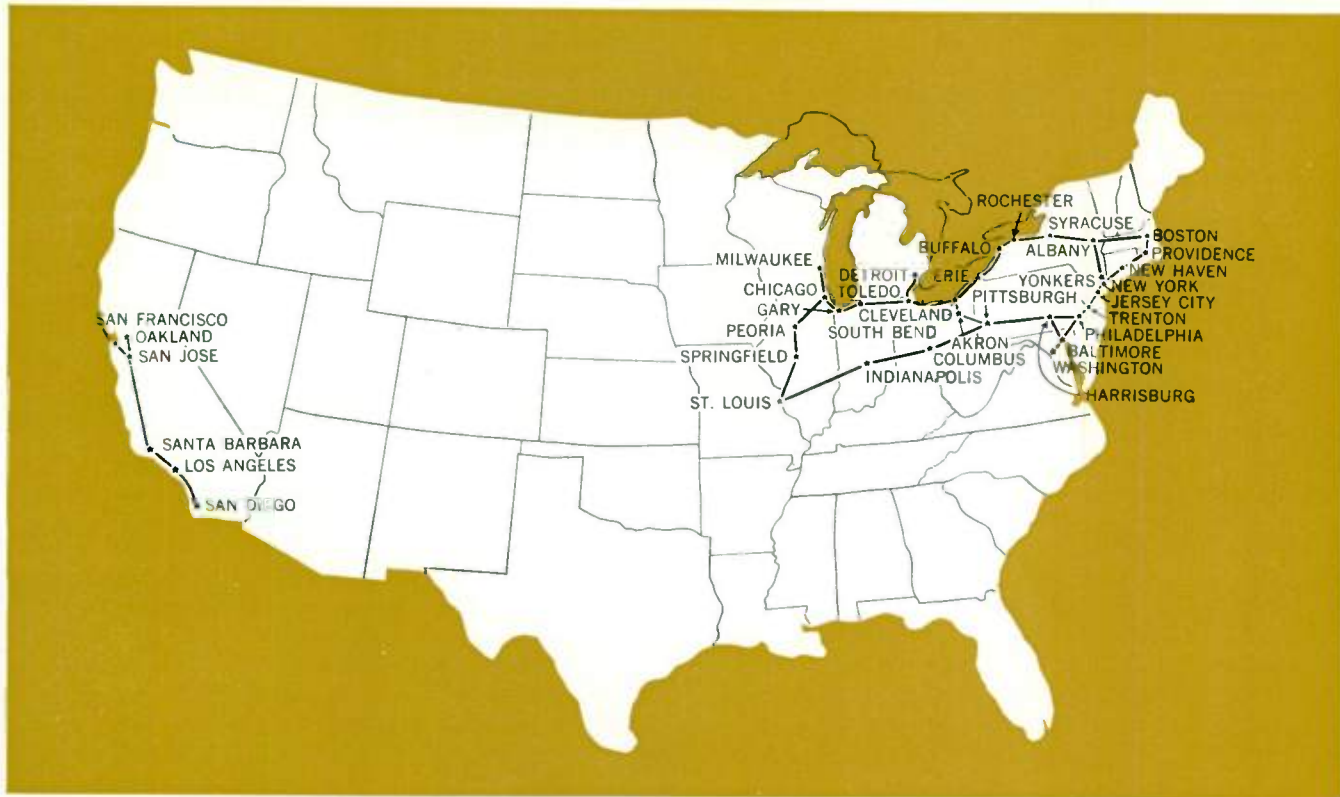 ROCHESTER
SYRACUSE
BUFFALO
ALBANY
BOSTON
PROVIDENCE
MILWAUKEE
DETROIT
ERIE
NEW HAVEN
YONKERS
CHICAGO
TOLEDO
PITTSBURGH
NEW YORK
JERSEY CITY
GARY
CLEVELAND
TRENTON
SAN FRANCISCO
OAKLAND
PEORIA
SOUTH BEND
PHILADELPHIA
SAN JOSE
SPRINGFIELD
AKRON
COLUMBUS
BALTIMORE
WASHINGTON
INDIANAPOLIS
HARRISBURG
ST. LOUIS
SANTA BARBARA
LOS ANGELES
SAN DIEGO